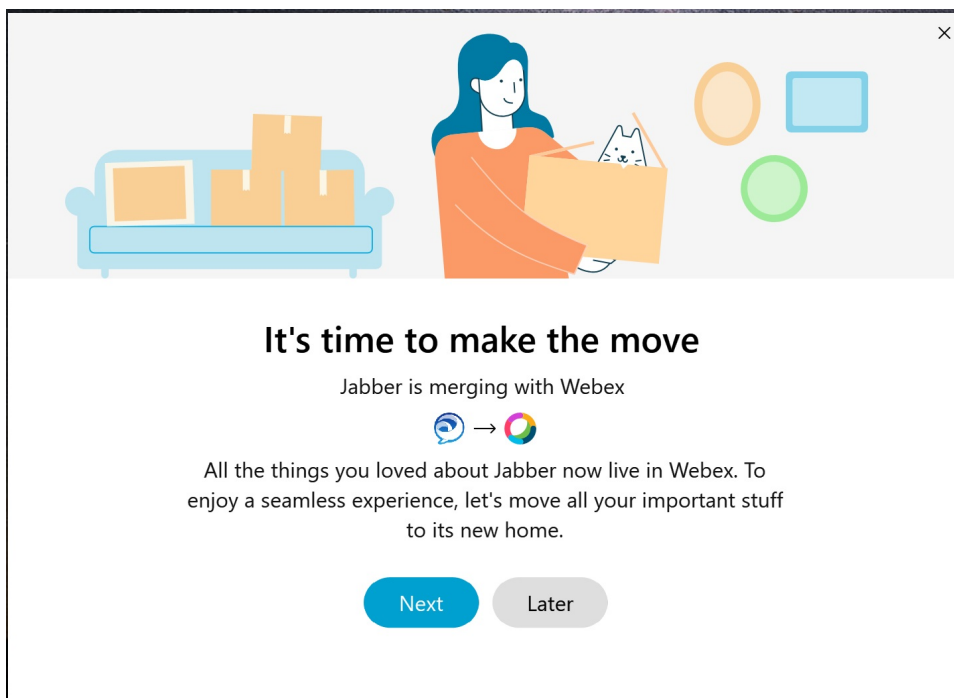 It's time to make the move
Jabber is merging with Webex
All the things you loved about Jabber now live in Webex. To
enjoy a seamless experience, let's move all your important stuff
to its new home.
Next
Later